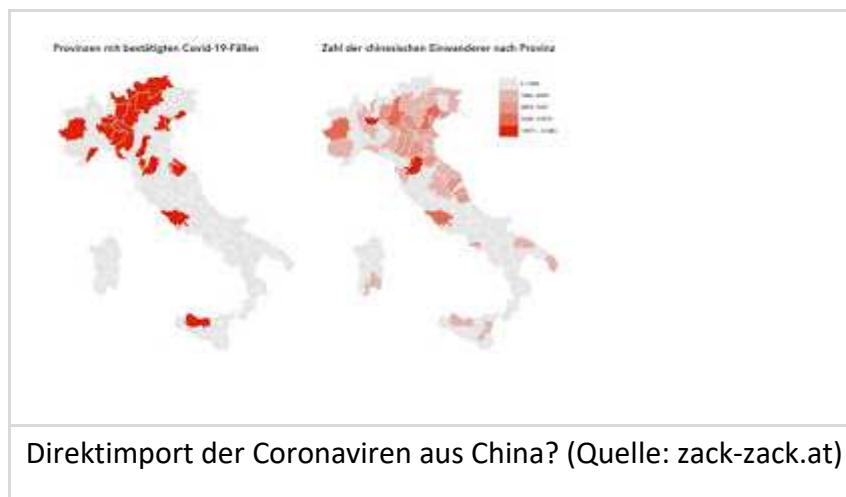 Provinzen mit bestätigten Covid-19-Fällen
Zahl der chinesischen Einwanderer nach Provinz
Direktimport der Coronaviren aus China? (Quelle: zack-zack.at)